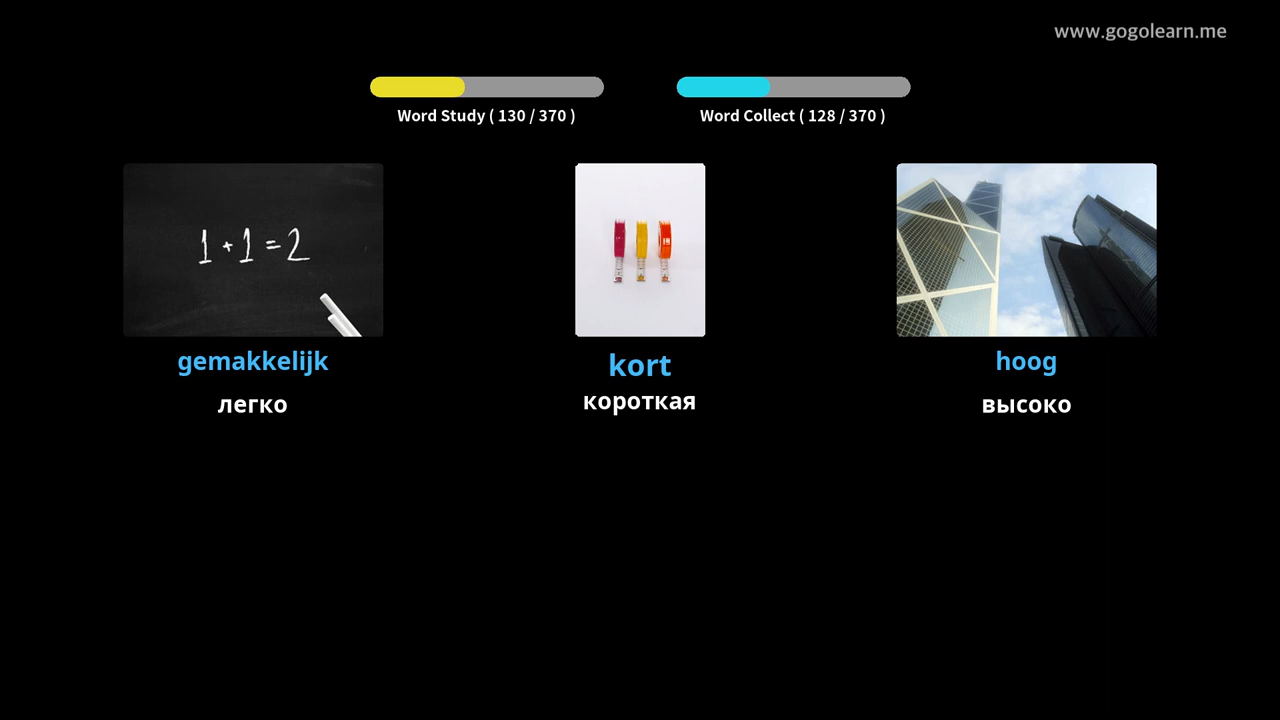 www.gogolearn.me
Word Study ( 130 / 370 )
Word Collect ( 128 / 370 )
1 + 1 = 2
gemakkelijk
легко
kort
короткая
hoog
высоко